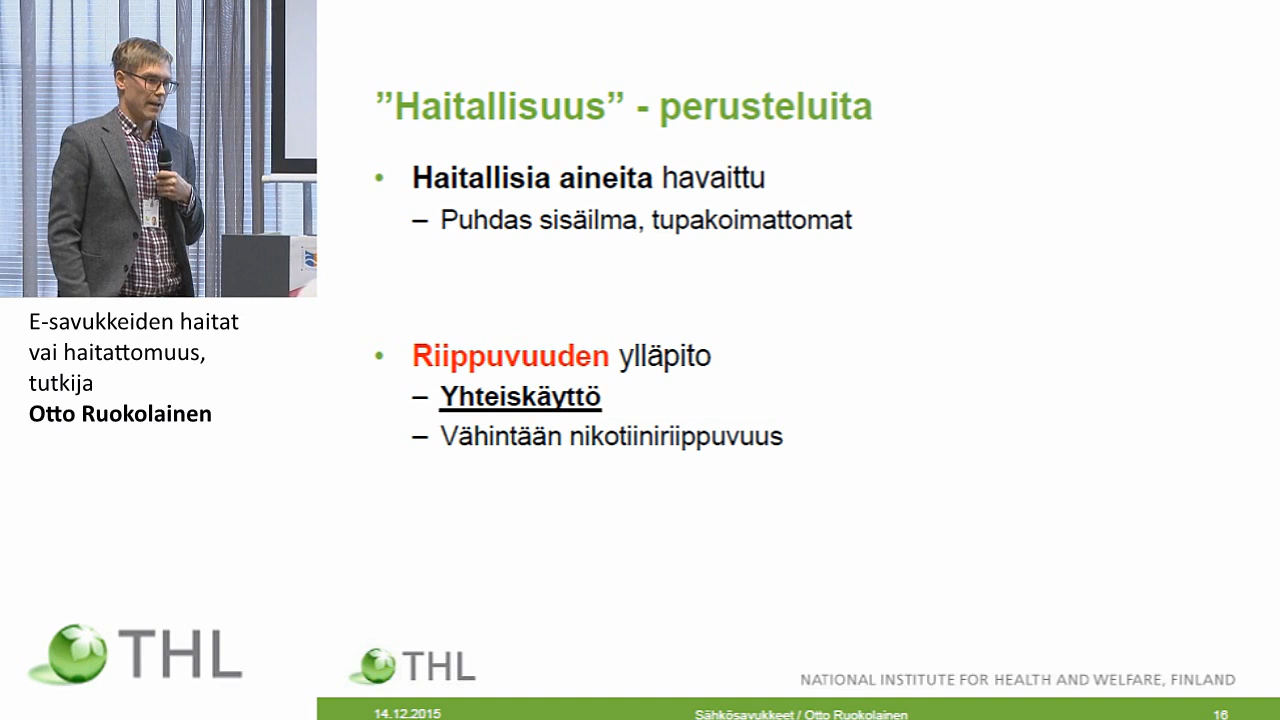 E-savukkeiden haitat
vai haitattomuus,
tutkija
Otto Ruokolainen
THL
”Haitallisuus” - perusteluita
• Haitallisia aineita havaittu
– Puhdas sisäilma, tupakoimattomat
• Riippuvuuden ylläpito
– Yhteiskäyttö
– Vähintään nikotiiniriippuvuus
THL
NATIONAL INSTITUTE FOR HEALTH AND WELFARE, FINLAND
14.12.2015
Sähkösavukkeet / Otto Ruokolainen
16